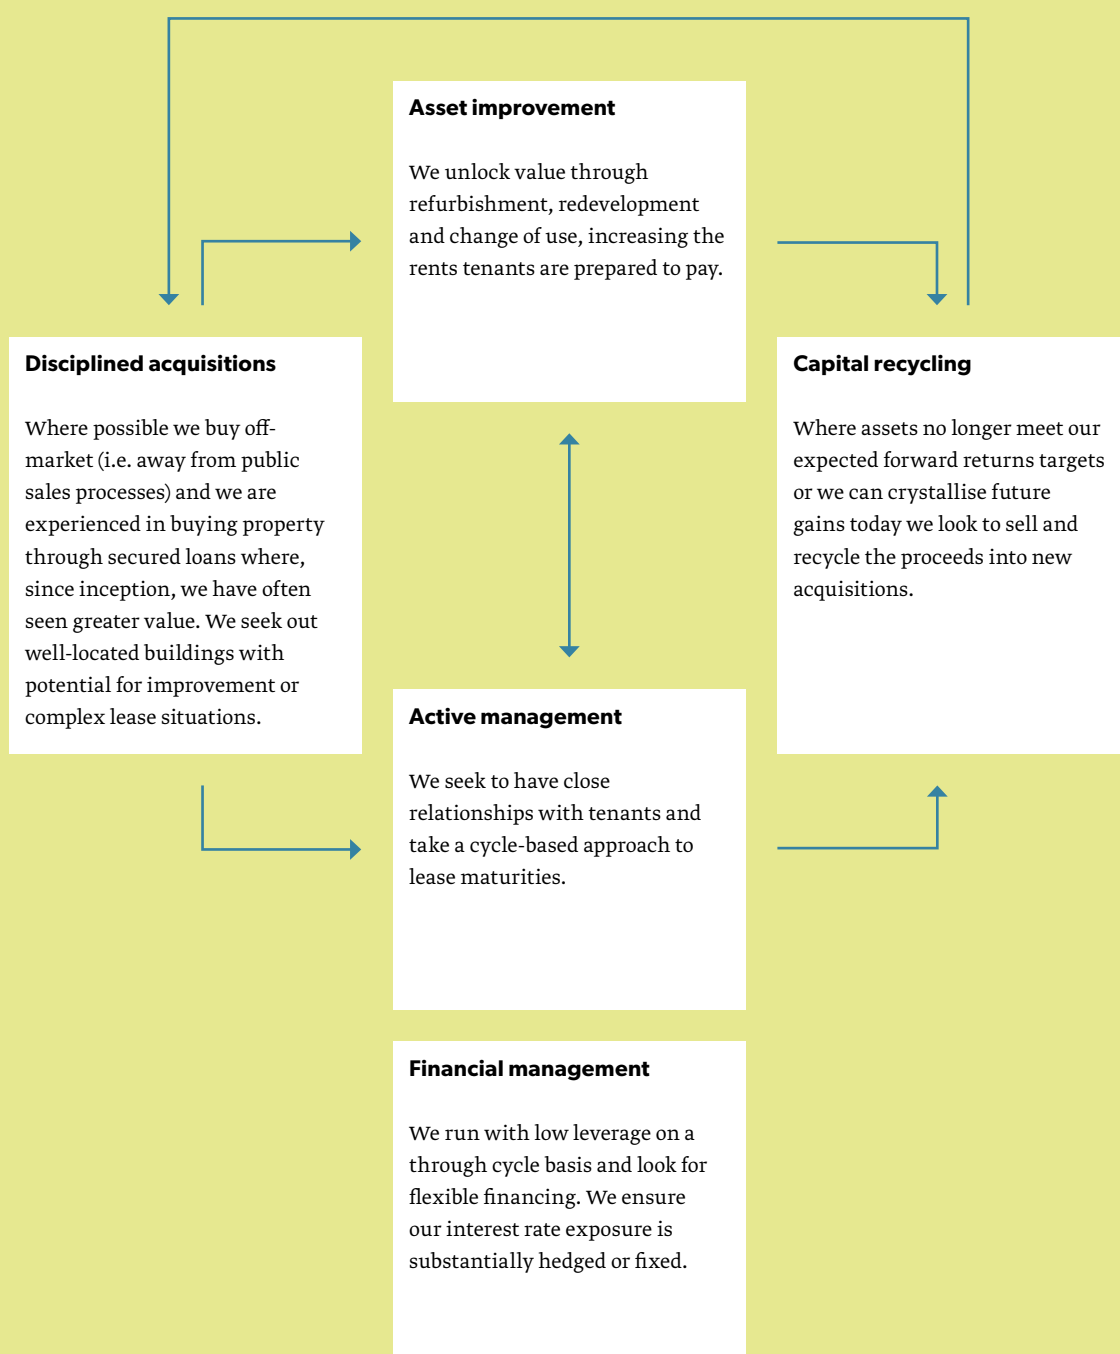 Asset improvement
We unlock value through
refurbishment, redevelopment
and change of use, increasing the
rents tenants are prepared to pay.
Disciplined acquisitions
Where possible we buy off-
market (i.e. away from public
sales processes) and we are
experienced in buying property
through secured loans where,
since inception, we have often
seen greater value. We seek out
well-located buildings with
potential for improvement or
complex lease situations.
Capital recycling
Where assets no longer meet our
expected forward returns targets
or we can crystallise future
gains today we look to sell and
recycle the proceeds into new
acquisitions.
Active management
We seek to have close
relationships with tenants and
take a cycle-based approach to
lease maturities.
Financial management
We run with low leverage on a
through cycle basis and look for
flexible financing. We ensure
our interest rate exposure is
substantially hedged or fixed.